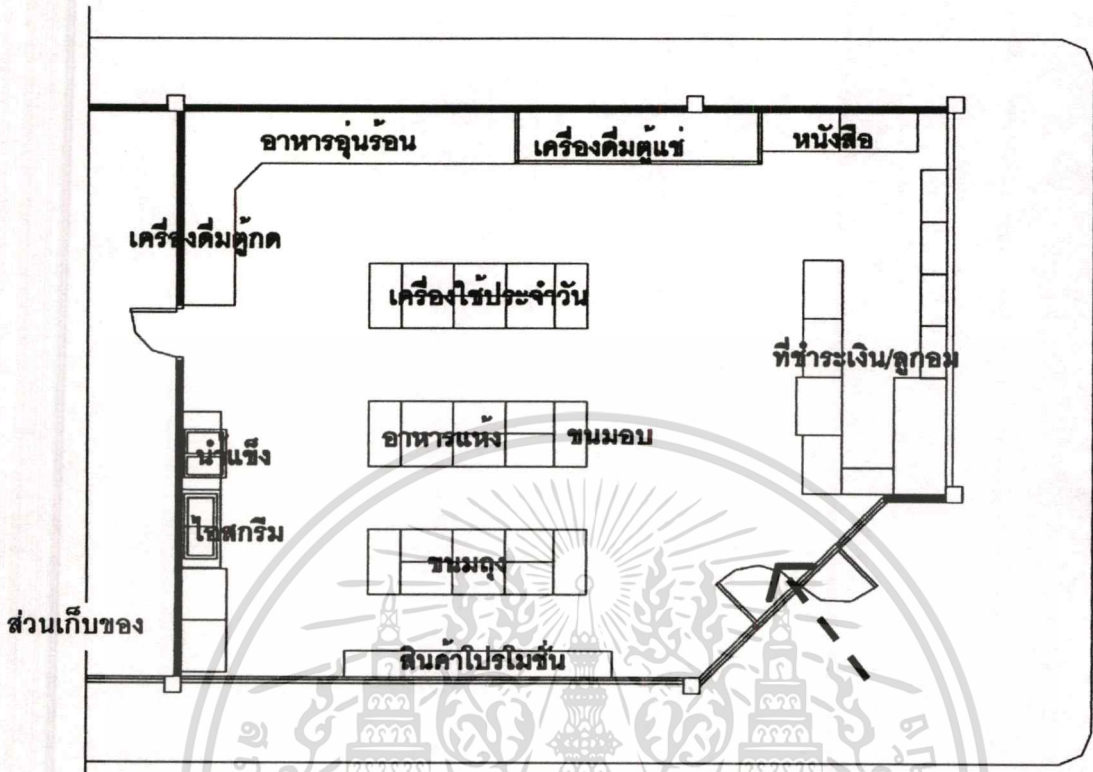 อาหารอุ่นร้อน
เครื่องดื่มตู้แช่
หนังสือ
เครื่องดื่มตู้กด
เครื่องใช้ประจำวัน
ที่ชำระเงิน/ลูกอม
อาหารแห้ง
ขนมอบ
น้ำแข็ง
ไอสกรีม
ขนมถุง
ส่วนเก็บของ
สินค้าโปรโมชั่น